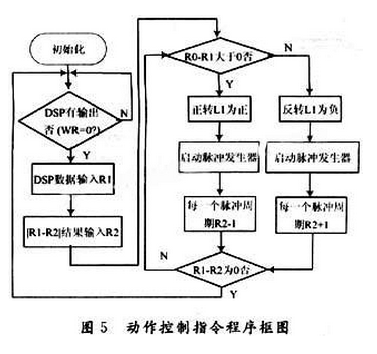 初始化
DSP有输出
否(WR=0?)
N
Y
DSP数据输入R1
|R1-R2|结果输入R2
R0-R1大于0否
N
Y
正转L1为正
反转L1为负
启动脉冲发生器
启动脉冲发生器
每一个脉冲周
期R2-1
每一个脉冲周
期R2+1
N
R1-R2为0否
Y
图5 动作控制指令程序框图